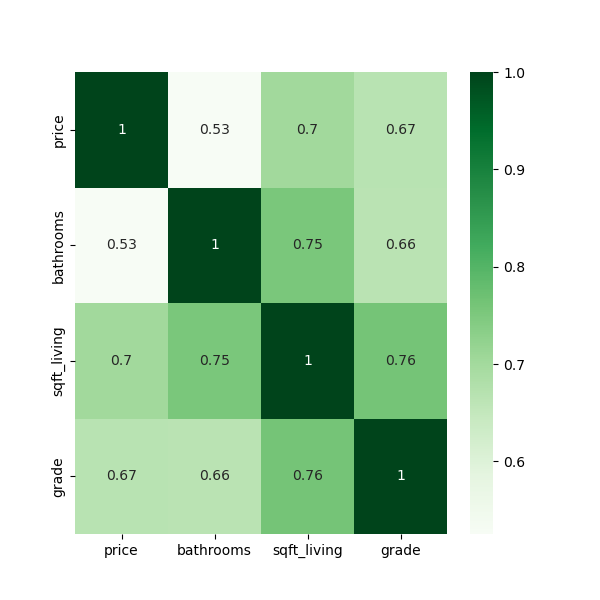 price 1 0.53 0.7 0.67
bathrooms 0.53 1 0.75 0.66
sqft_living 0.7 0.75 1 0.76
grade 0.67 0.66 0.76 1
price bathrooms sqft_living grade
1.0
0.9
0.8
0.7
0.6